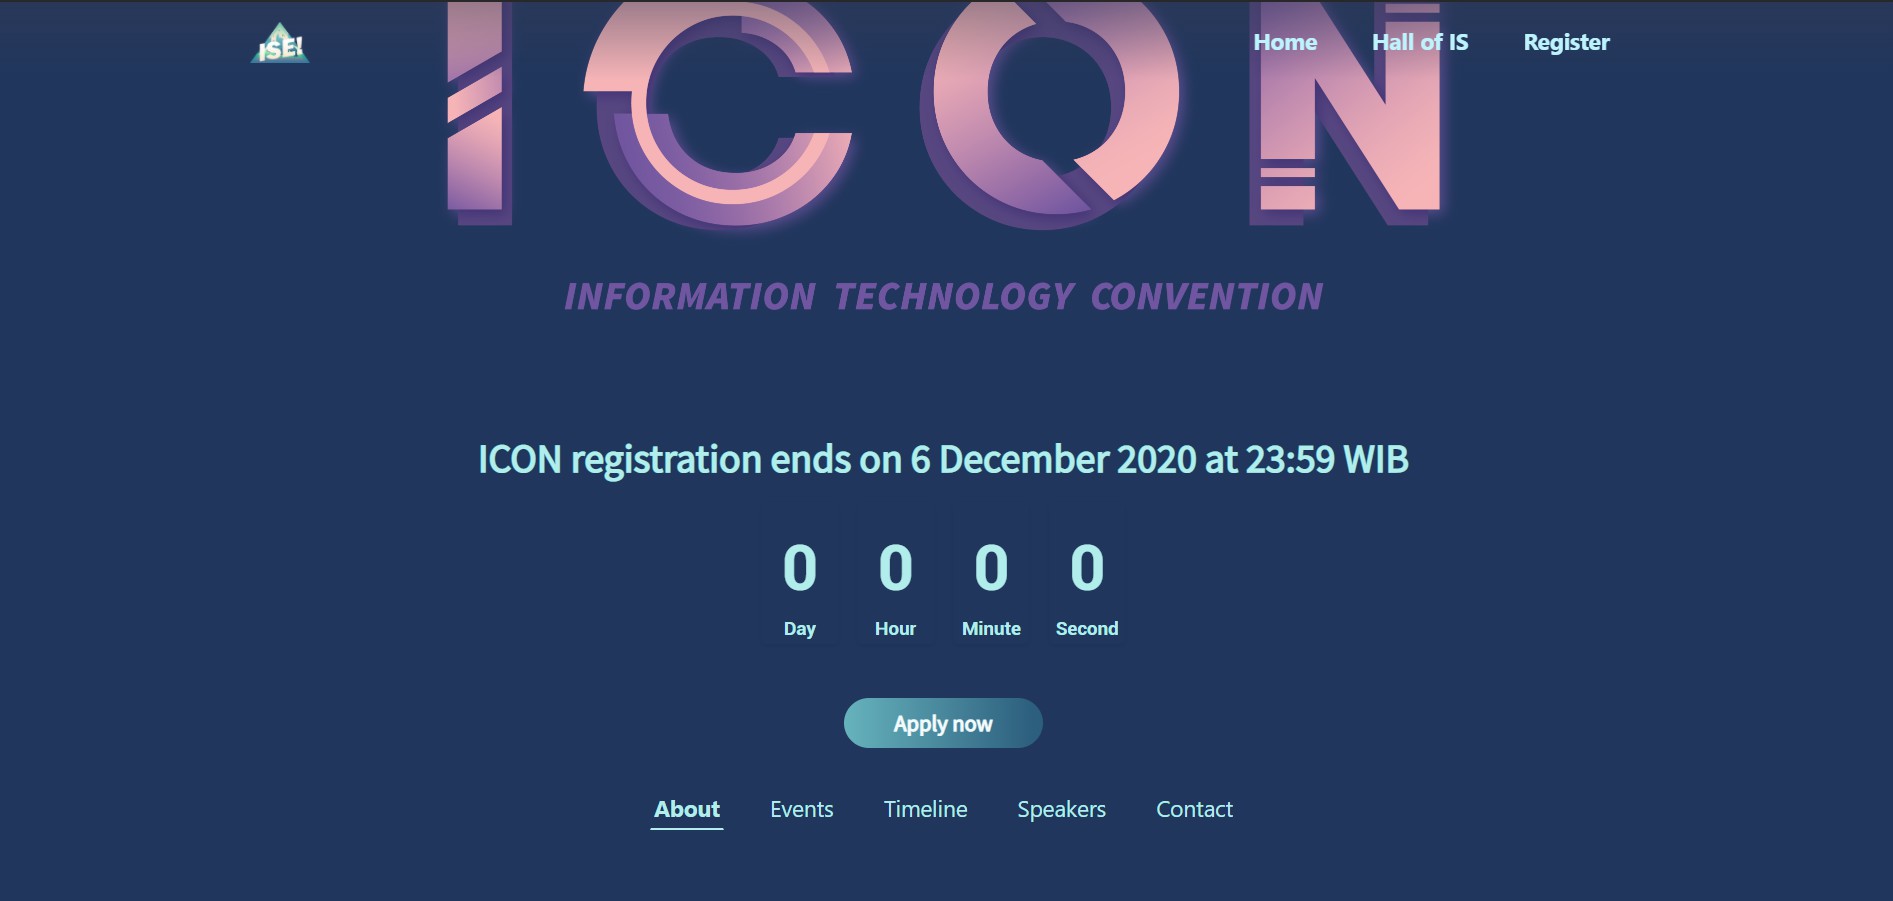 ICON
ISE!
Home Hall of IS Register
INFORMATION TECHNOLOGY CONVENTION
ICON registration ends on 6 December 2020 at 23:59 WIB
0 0 0 0
Day Hour Minute Second
Apply now
About Events Timeline Speakers Contact